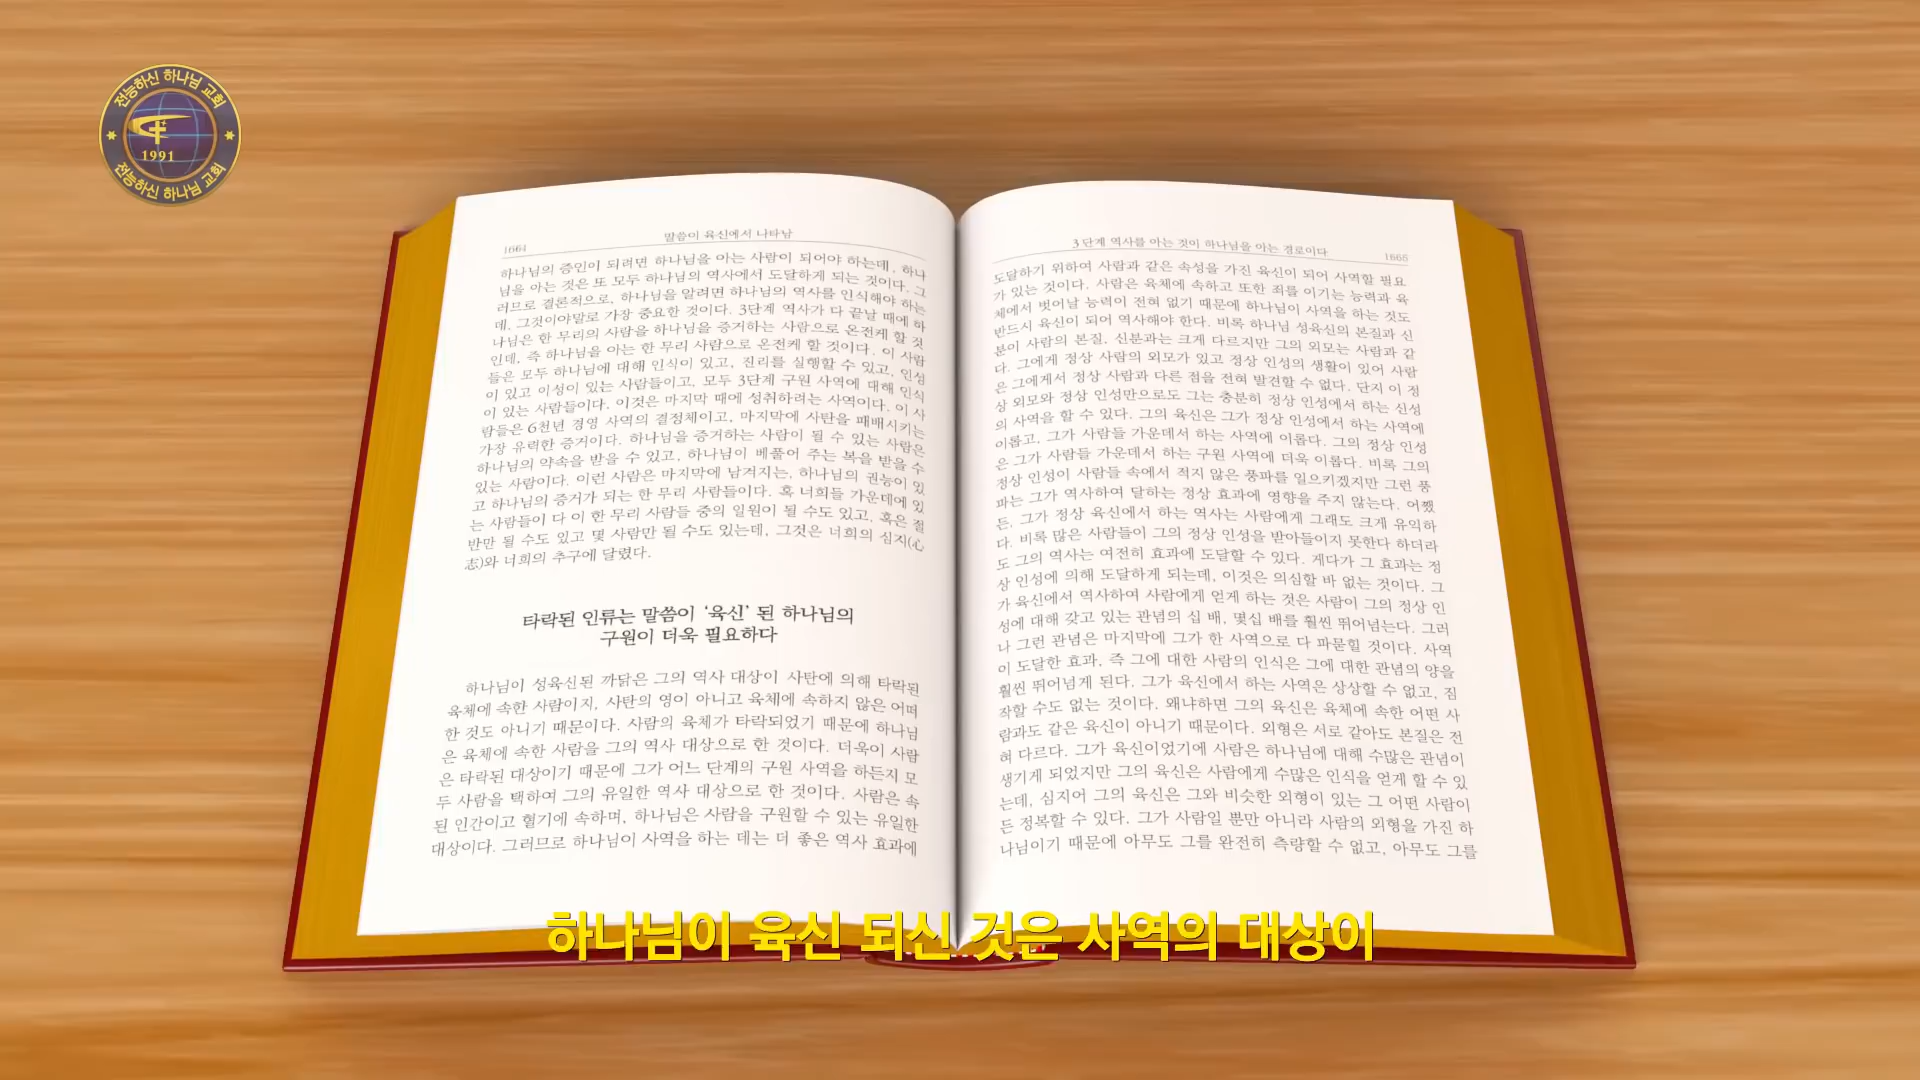 전능하신 하나님 교회
1991
전능하신 하나님 교회
1664
말씀이 육신에서 나타남
하나님의 증인이 되려면 하나님을 아는 사람이 되어야 하는데, 하나
님을 아는 것은 또 모두 하나님의 역사에서 도달하게 되는 것이다. 그
러므로 결론적으로, 하나님을 알려면 하나님의 역사를 인식해야 하는
데, 그것이야말로 가장 중요한 것이다. 3단계 역사가 다 끝날 때에 하
나님은 한 무리의 사람을 하나님을 증거하는 사람으로 온전케 할 것
인데, 즉 하나님을 아는 한 무리 사람으로 온전케 할 것이다. 이 사람
들은 모두 하나님에 대해 인식이 있고, 진리를 실행할 수 있고, 인성
이 있고 이성이 있는 사람들이고, 모두 3단계 구원 사역에 대해 인식
이 있는 사람들이다. 이것은 마지막 때에 성취하려는 사역이다. 이 사
람들은 6천년 경영 사역의 결정체이고, 마지막에 사탄을 패배시키는
가장 유력한 증거이다. 하나님을 증거하는 사람이 될 수 있는 사람은
하나님의 약속을 받을 수 있고, 하나님이 베풀어 주는 복을 받을 수
있는 사람이다. 이런 사람은 마지막에 남겨지는, 하나님의 권능이 있
고 하나님의 증거가 되는 한 무리 사람들이다. 혹 너희들 가운데에 있
는 사람들이 다 이 한 무리 사람들 중의 일원이 될 수도 있고, 혹은 절
반만 될 수도 있고 몇 사람만 될 수도 있는데, 그것은 너희의 심지(心
志)와 너희의 추구에 달렸다.
타락된 인류는 말씀이 ‘육신’ 된 하나님의
구원이 더욱 필요하다
하나님이 성육신된 까닭은 그의 역사 대상이 사탄에 의해 타락된
육체에 속한 사람이지, 사탄의 영이 아니고 육체에 속하지 않은 어떠
한 것도 아니기 때문이다. 사람의 육체가 타락되었기 때문에 하나님
은 육체에 속한 사람을 그의 역사 대상으로 한 것이다. 더욱이 사람
은 타락된 대상이기 때문에 그가 어느 단계의 구원 사역을 하든지 모
두 사람을 택하여 그의 유일한 역사 대상으로 한 것이다. 사람은 속
된 인간이고 혈기에 속하며, 하나님은 사람을 구원할 수 있는 유일한
대상이다. 그러므로 하나님이 사역을 하는 데는 더 좋은 역사 효과에
3단계 역사를 아는 것이 하나님을 아는 경로이다
1665
도달하기 위하여 사람과 같은 속성을 가진 육신이 되어 사역할 필요
가 있는 것이다. 사람은 육체에 속하고 또한 죄를 이기는 능력과 육
체에서 벗어날 능력이 전혀 없기 때문에 하나님이 사역을 하는 것도
반드시 육신이 되어 역사해야 한다. 비록 하나님 성육신의 본질과 신
분이 사람의 본질, 신분과는 크게 다르지만 그의 외모는 사람과 같
다. 그에게 정상 사람의 외모가 있고 정상 인성의 생활이 있어 사람
은 그에게서 정상 사람과 다른 점을 전혀 발견할 수 없다. 단지 이 정
상 외모와 정상 인성만으로도 그는 충분히 정상 인성에서 하는 신성
의 사역을 할 수 있다. 그의 육신은 그가 정상 인성에서 하는 사역에
이롭고, 그가 사람들 가운데서 하는 사역에 이롭다. 그의 정상 인성
은 그가 사람들 가운데서 하는 구원 사역에 더욱 이롭다. 비록 그의
정상 인성이 사람들 속에서 적지 않은 풍파를 일으키겠지만 그런 풍
파는 그가 역사하여 달하는 정상 효과에 영향을 주지 않는다. 어쨌
든, 그가 정상 육신에서 하는 역사는 사람에게 그래도 크게 유익하
다. 비록 많은 사람들이 그의 정상 인성을 받아들이지 못한다 하더라
도 그의 역사는 여전히 효과에 도달할 수 있다. 게다가 그 효과는 정
상 인성에 의해 도달하게 되는데, 이것은 의심할 바 없는 것이다. 그
가 육신에서 역사하여 사람에게 얻게 하는 것은 사람이 그의 정상 인
성에 대해 갖고 있는 관념의 십 배, 몇십 배를 훨씬 뛰어넘는다. 그러
나 그런 관념은 마지막에 그가 한 사역으로 다 파묻힐 것이다. 사역
이 도달한 효과, 즉 그에 대한 사람의 인식은 그에 대한 관념의 양을
훨씬 뛰어넘게 된다. 그가 육신에서 하는 사역은 상상할 수 없고, 짐
작할 수도 없는 것이다. 왜냐하면 그의 육신은 육체에 속한 어떤 사
람과도 같은 육신이 아니기 때문이다. 외형은 서로 같아도 본질은 전
혀 다르다. 그가 육신이었기에 사람은 하나님에 대해 수많은 관념이
생기게 되었지만 그의 육신은 사람에게 수많은 인식을 얻게 할 수 있
는데, 심지어 그의 육신은 그와 비슷한 외형이 있는 그 어떤 사람이
든 정복할 수 있다. 그가 사람일 뿐만 아니라 사람의 외형을 가진 하
나님이기 때문에 아무도 그를 완전히 측량할 수 없고, 아무도 그를
하나님이 육신 되신 것은 사역의 대상이